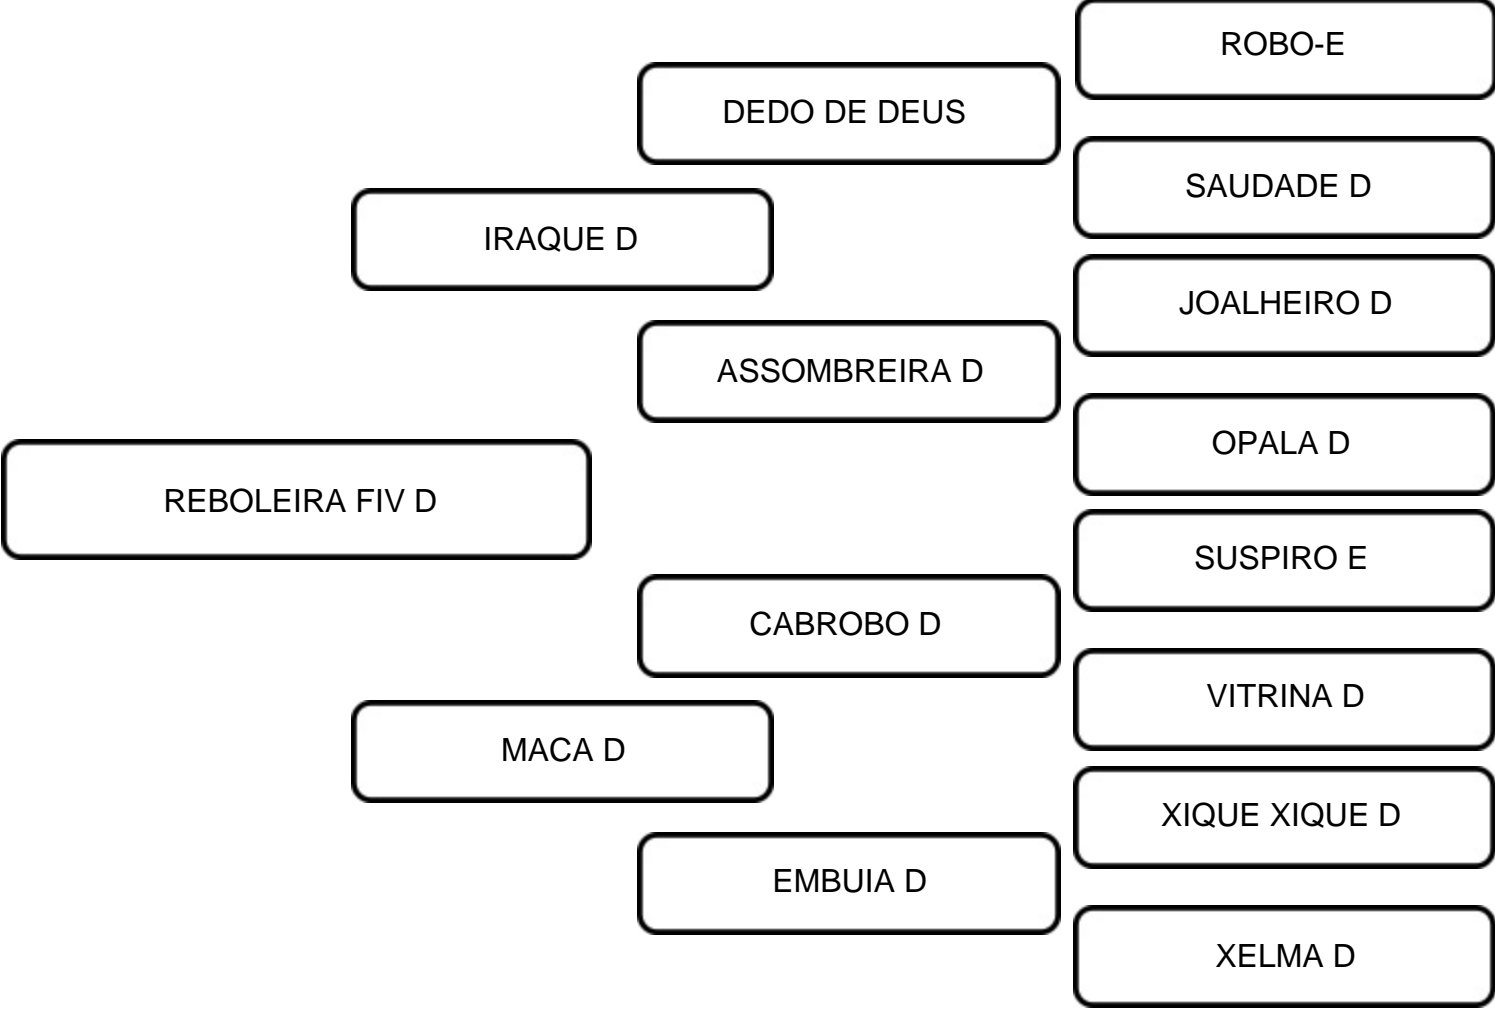 ROBO-E
DEDO DE DEUS
SAUDADE D
IRAQUE D
JOALHEIRO D
ASSOMBREIRA D
OPALA D
REBOLEIRA FIV D
SUSPIRO E
CABROBO D
VITRINA D
MACA D
XIQUE XIQUE D
EMBUIA D
XELMA D